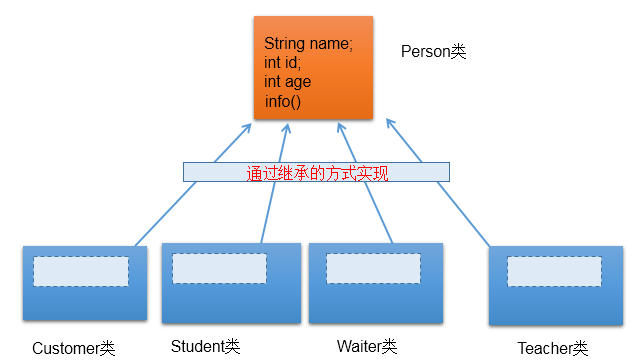 String name;
int id;
int age
info()
Person类
通过继承的方式实现
Customer类
Student类
Waiter类
Teacher类